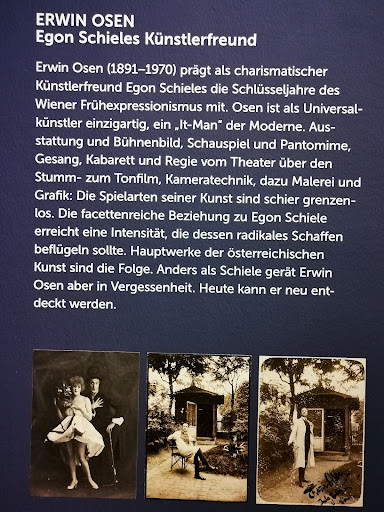 ERWIN OSEN
Egon Schieles Künstlerfreund
Erwin Osen (1891–1970) prägt als charismatischer
Künstlerfreund Egon Schieles die Schlüsseljahre des
Wiener Frühexpressionismus mit. Osen ist als Universal-
künstler einzigartig, ein „It-Man“ der Moderne. Aus-
stattung und Bühnenbild, Schauspiel und Pantomime,
Gesang, Kabarett und Regie vom Theater über den
Stumm- zum Tonfilm, Kameratechnik, dazu Malerei und
Grafik: Die Spielarten seiner Kunst sind schier grenzen-
los. Die facettenreiche Beziehung zu Egon Schiele
erreicht eine Intensität, die dessen radikales Schaffen
beflügeln sollte. Hauptwerke der österreichischen
Kunst sind die Folge. Anders als Schiele gerät Erwin
Osen aber in Vergessenheit. Heute kann er neu ent-
deckt werden.